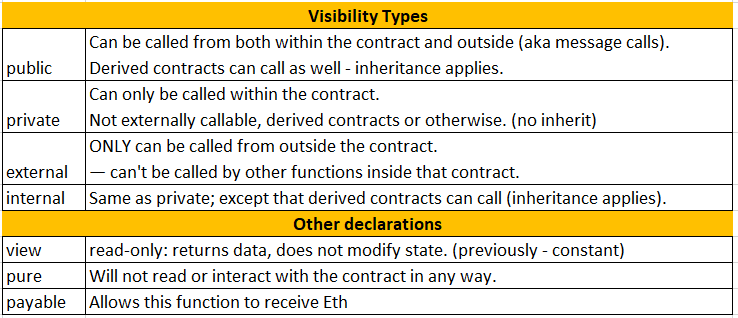 Visibility Types
Can be called from both within the contract and outside (aka message calls).
public Derived contracts can call as well - inheritance applies.
Can only be called within the contract.
private Not externally callable, derived contracts or otherwise. (no inherit)
ONLY can be called from outside the contract.
external — can't be called by other functions inside that contract.
internal Same as private; except that derived contracts can call (inheritance applies).
Other declarations
view read-only: returns data, does not modify state. (previously - constant)
pure Will not read or interact with the contract in any way.
payable Allows this function to receive Eth